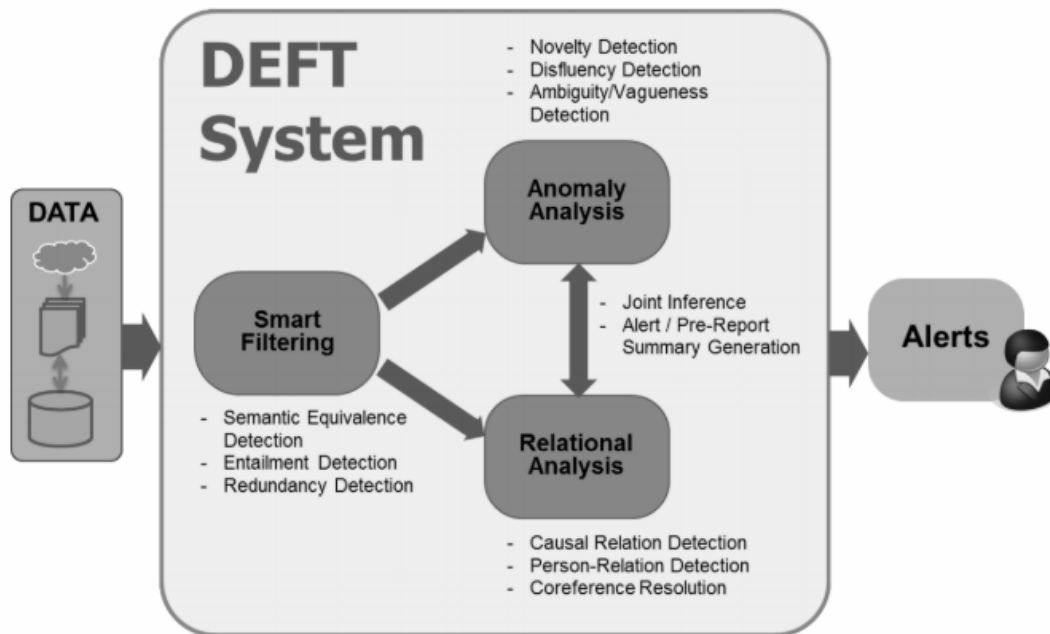 DEFT
System
- Novelty Detection
- Disfluency Detection
- Ambiguity/Vagueness
Detection
DATA
Anomaly
Analysis
Smart
Filtering
- Joint Inference
- Alert / Pre-Report
Summary Generation
Alerts
- Semantic Equivalence
Detection
- Entailment Detection
- Redundancy Detection
Relational
Analysis
- Causal Relation Detection
- Person-Relation Detection
- Coreference Resolution